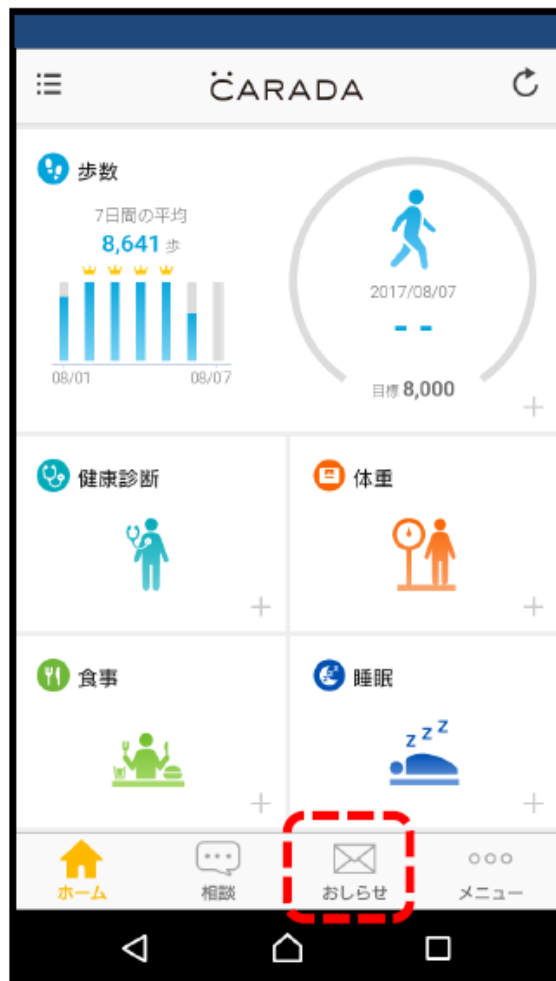 CARADA
歩数
7日間の平均
8,641 歩
08/01 08/07
2017/08/07
--
目標 8,000
健康診断
体重
食事
睡眠
z z z
ホーム
相談
おしらせ
メニュー